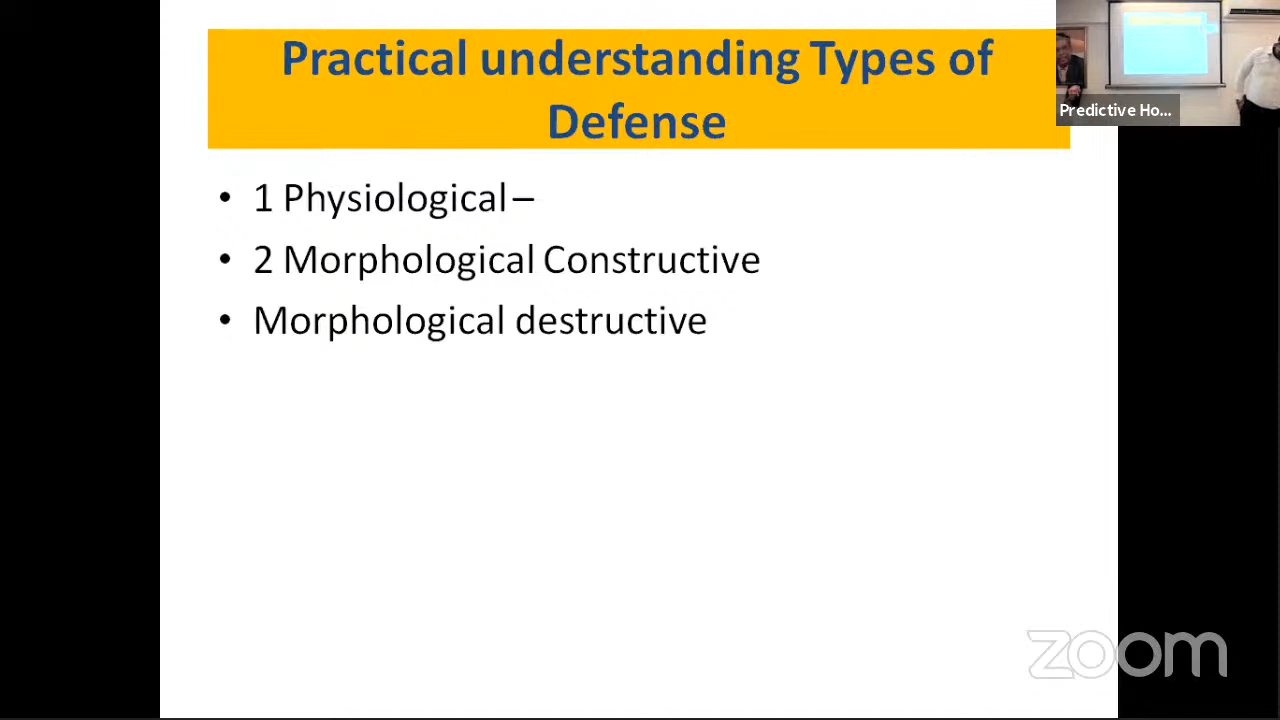 Practical understanding Types of
Defense
Predictive Ho...
• 1 Physiological –
• 2 Morphological Constructive
• Morphological destructive
zoom